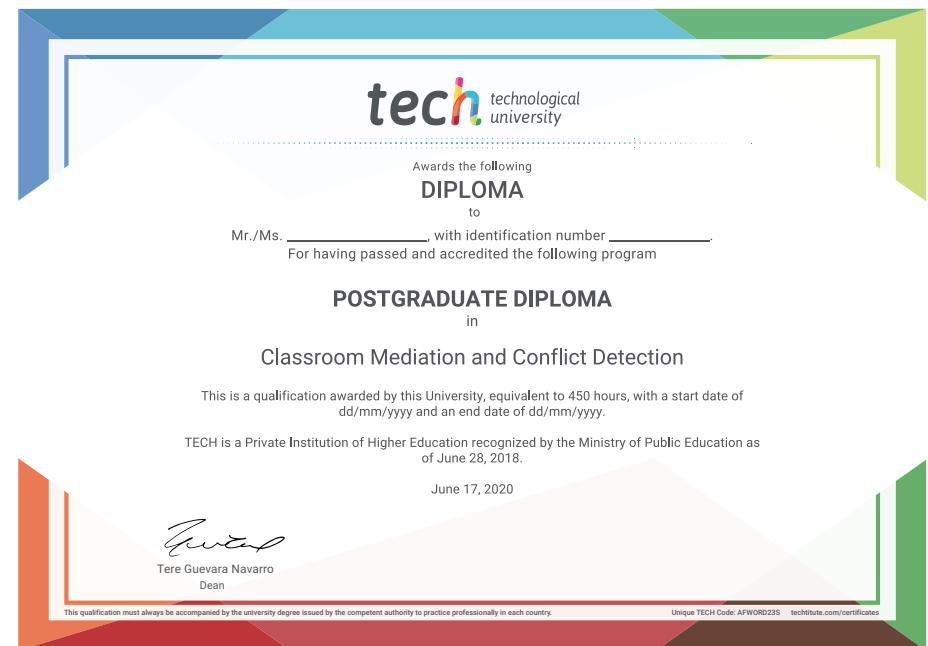 tech technological
university
Awards the following
DIPLOMA
to
Mr./Ms. ____________________, with identification number ______________.
For having passed and accredited the following program
POSTGRADUATE DIPLOMA
in
Classroom Mediation and Conflict Detection
This is a qualification awarded by this University, equivalent to 450 hours, with a start date of
dd/mm/yyyy and an end date of dd/mm/yyyy.
TECH is a Private Institution of Higher Education recognized by the Ministry of Public Education as
of June 28, 2018.
June 17, 2020
Tere Guevara Navarro
Dean
This qualification must always be accompanied by the university degree issued by the competent authority to practice professionally in each country. Unique TECH Code: AFWORD23S techtitute.com/certificates